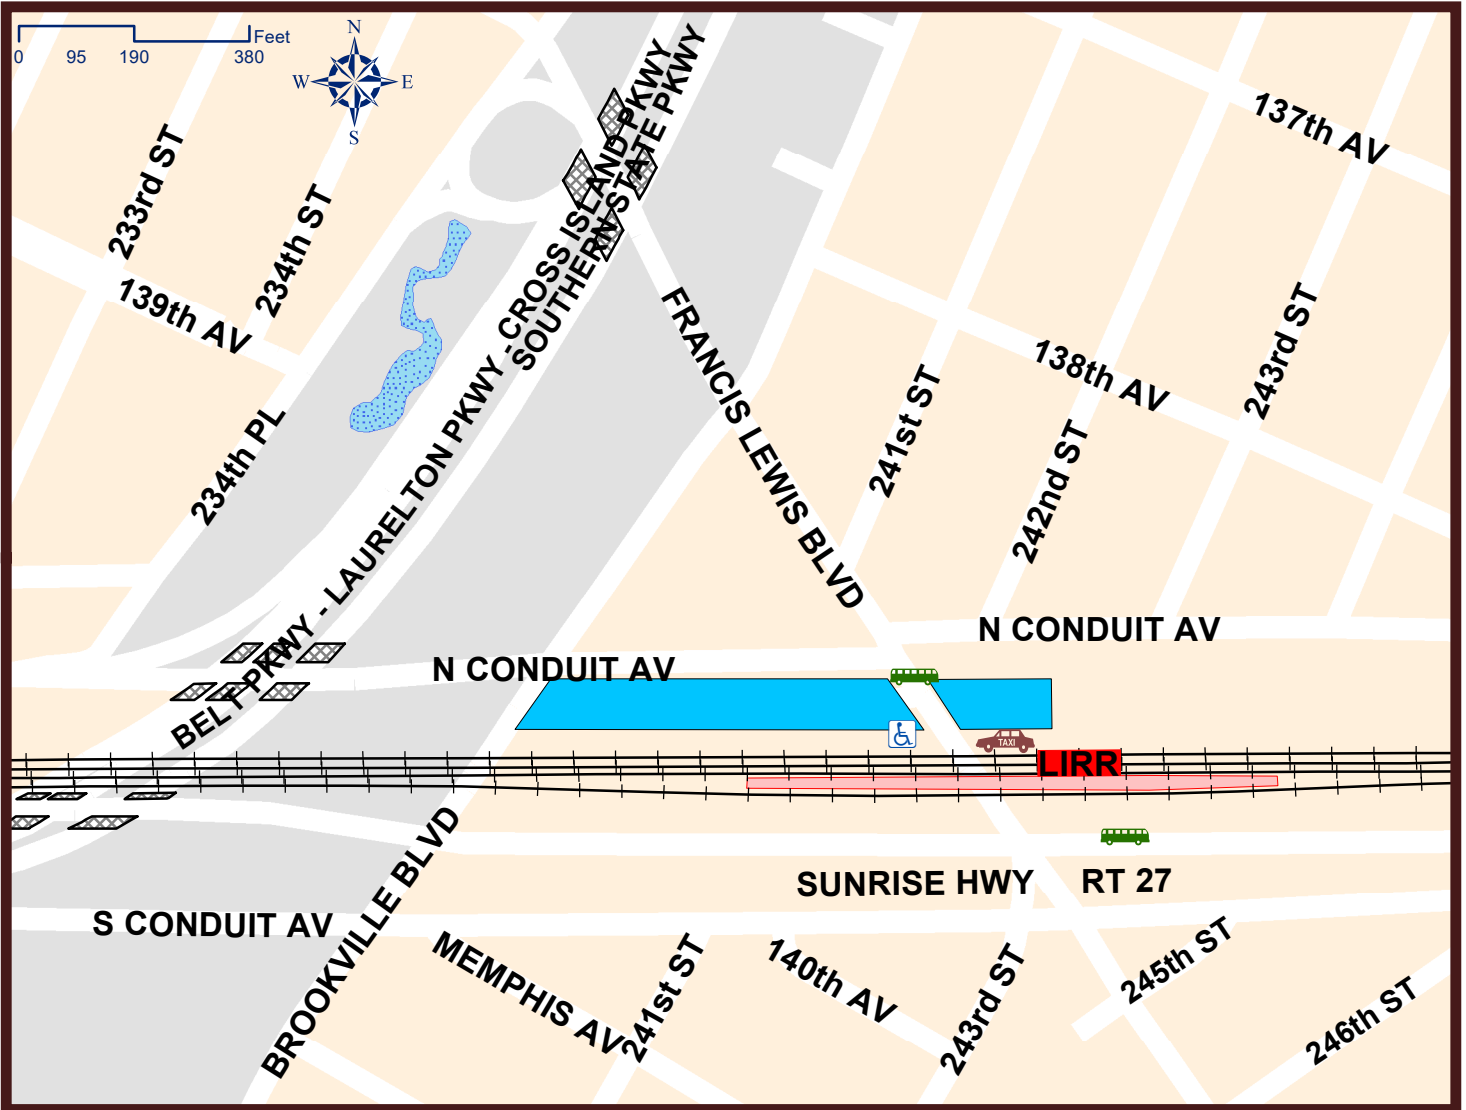 Feet
0 95 190 380
N
W E
S
137th AV
233rd ST
234th ST
139th AV
234th PL
BELT PKWY - LAURELTON PKWY - CROSS ISLAND PKWY
SOUTHERN STATE PKWY
FRANCIS LEWIS BLVD
138th AV
243rd ST
241st ST
242nd ST
N CONDUIT AV
N CONDUIT AV
TAXI
LIRR
SUNRISE HWY RT 27
S CONDUIT AV
BROOKVILLE BLVD
MEMPHIS AV
241st ST
140th AV
243rd ST
245th ST
246th ST